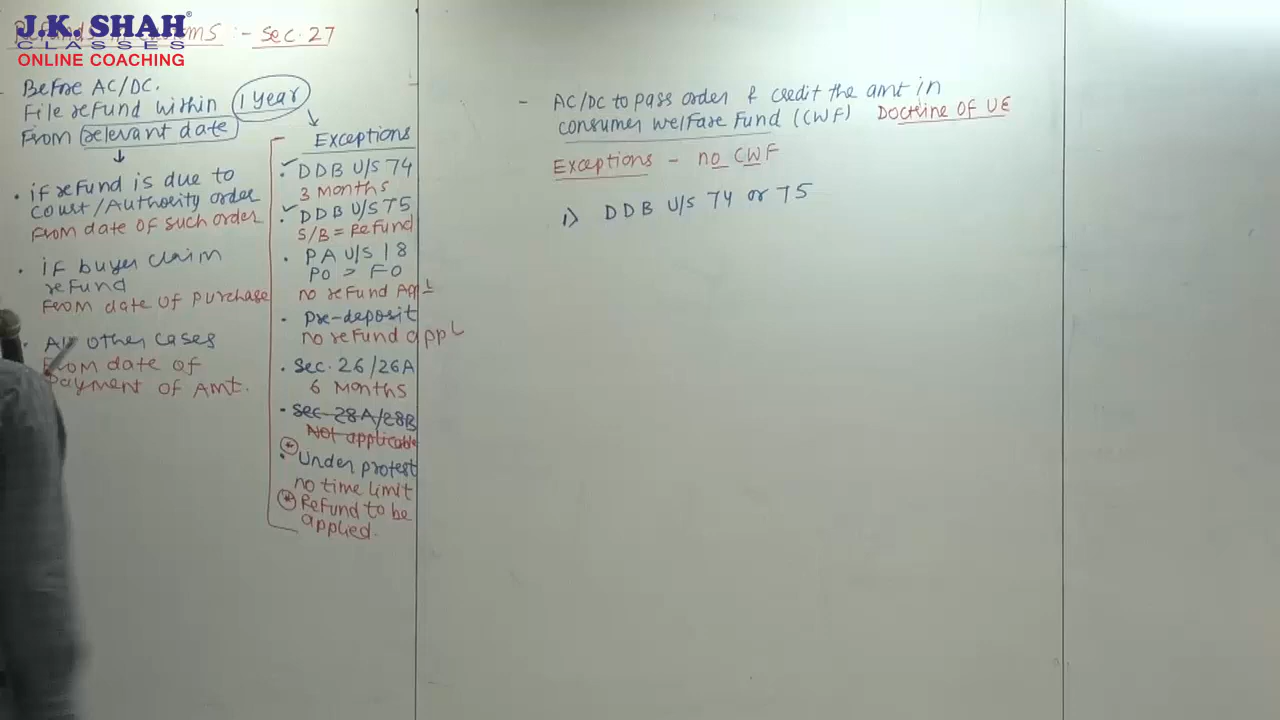 Refunds in customs :- Sec. 27
J.K. SHAH®
CLASSES
ONLINE COACHING
Before AC/DC.
File refund within 1 year
From relevant date
• if refund is due to
Court/Authority order
From date of such order
• if buyer claim
refund
From date of purchase
• All other cases
From date of
Payment of Amt.
Exceptions
✓ DDB U/S 74
3 Months
✓ DDB U/S 75
S/B = Refund
• PA U/S 18
PO > FO
no refund Appl
• Pre-deposit
no refund appl
• Sec. 26/26A
6 Months
• Sec 28A/28B
Not applicable
• Under protest
no time limit
* Refund to be
applied.
- AC/DC to pass order & credit the amt in
consumer welfare Fund (CWF) Doctrine of UE
Exceptions - no CWF
1) DDB U/S 74 or 75